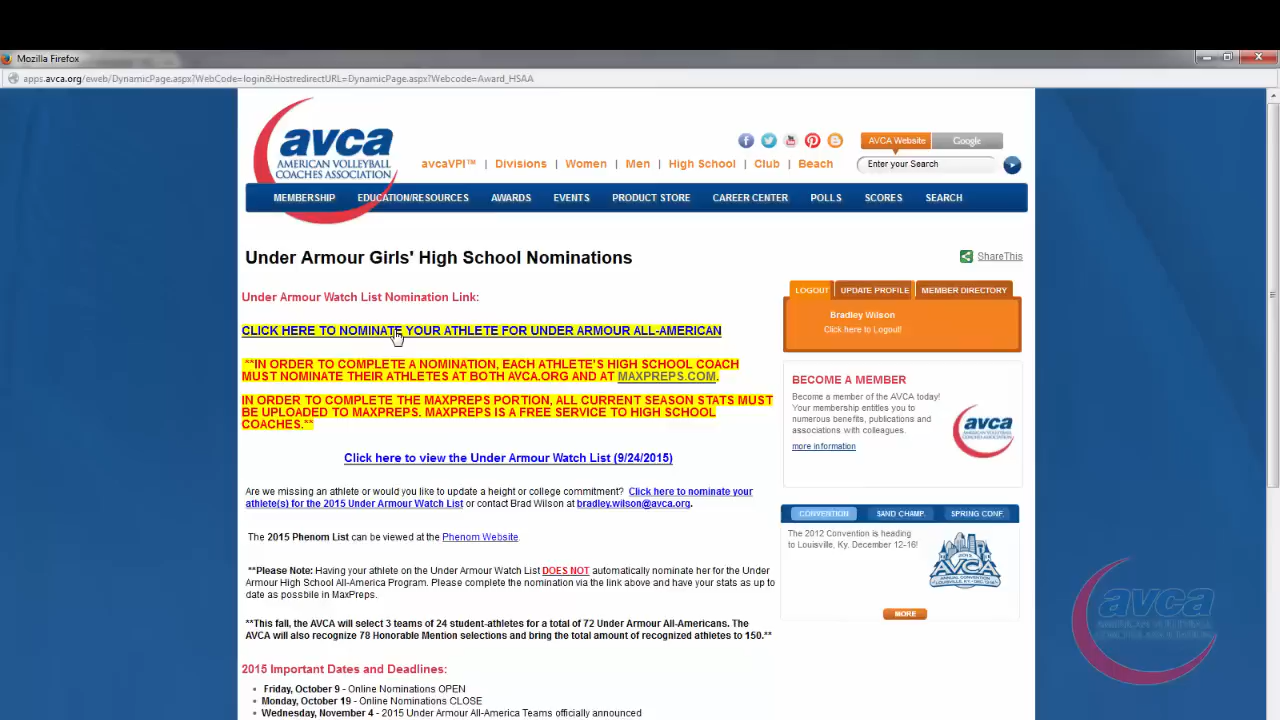 Mozilla Firefox
apps.avca.org/eweb/DynamicPage.aspx?WebCode=login&HostredirectURL=DynamicPage.aspx?Webcode=Award_HSAA
avca
AMERICAN VOLLEYBALL
COACHES ASSOCIATION
AVCA Website Google
avcaVPI™ | Divisions | Women | Men | High School | Club | Beach
Enter your Search
MEMBERSHIP EDUCATION/RESOURCES AWARDS EVENTS PRODUCT STORE CAREER CENTER POLLS SCORES SEARCH
Under Armour Girls' High School Nominations
ShareThis
Under Armour Watch List Nomination Link:
CLICK HERE TO NOMINATE YOUR ATHLETE FOR UNDER ARMOUR ALL-AMERICAN
**IN ORDER TO COMPLETE A NOMINATION, EACH ATHLETE'S HIGH SCHOOL COACH
MUST NOMINATE THEIR ATHLETES AT BOTH AVCA.ORG AND AT MAXPREPS.COM.
IN ORDER TO COMPLETE THE MAXPREPS PORTION, ALL CURRENT SEASON STATS MUST
BE UPLOADED TO MAXPREPS. MAXPREPS IS A FREE SERVICE TO HIGH SCHOOL
COACHES.**
Click here to view the Under Armour Watch List (9/24/2015)
Are we missing an athlete or would you like to update a height or college commitment? Click here to nominate your
athlete(s) for the 2015 Under Armour Watch List or contact Brad Wilson at bradley.wilson@avca.org.
The 2015 Phenom List can be viewed at the Phenom Website.
**Please Note: Having your athlete on the Under Armour Watch List DOES NOT automatically nominate her for the Under
Armour High School All-America Program. Please complete the nomination via the link above and have your stats as up to
date as possbile in MaxPreps.
**This fall, the AVCA will select 3 teams of 24 student-athletes for a total of 72 Under Armour All-Americans. The
AVCA will also recognize 78 Honorable Mention selections and bring the total amount of recognized athletes to 150.**
2015 Important Dates and Deadlines:
Friday, October 9 - Online Nominations OPEN
Monday, October 19 - Online Nominations CLOSE
Wednesday, November 4 - 2015 Under Armour All-America Teams officially announced
LOGOUT UPDATE PROFILE MEMBER DIRECTORY
Bradley Wilson
Click here to Logout!
BECOME A MEMBER
Become a member of the AVCA today!
Your membership entitles you to
numerous benefits, publications and
associations with colleagues.
more information
avca
CONVENTION SAND CHAMP. SPRING CONF.
The 2012 Convention is heading
to Louisville, Ky. December 12-16!
ANNUAL CONVENTION
MORE
avca
AMERICAN VOLLEYBALL
COACHES ASSOCIATION